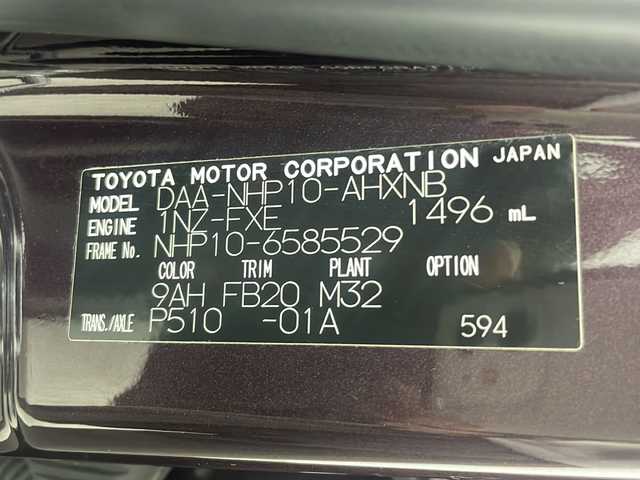 TOYOTA MOTOR CORPORATION JAPAN
MODEL DAA-NHP10-AHXNB
ENGINE 1NZ-FXE 1496 mL
FRAME No. NHP10-6585529
COLOR TRIM PLANT OPTION
9AH FB20 M32
TRANS./AXLE P510 -01A 594